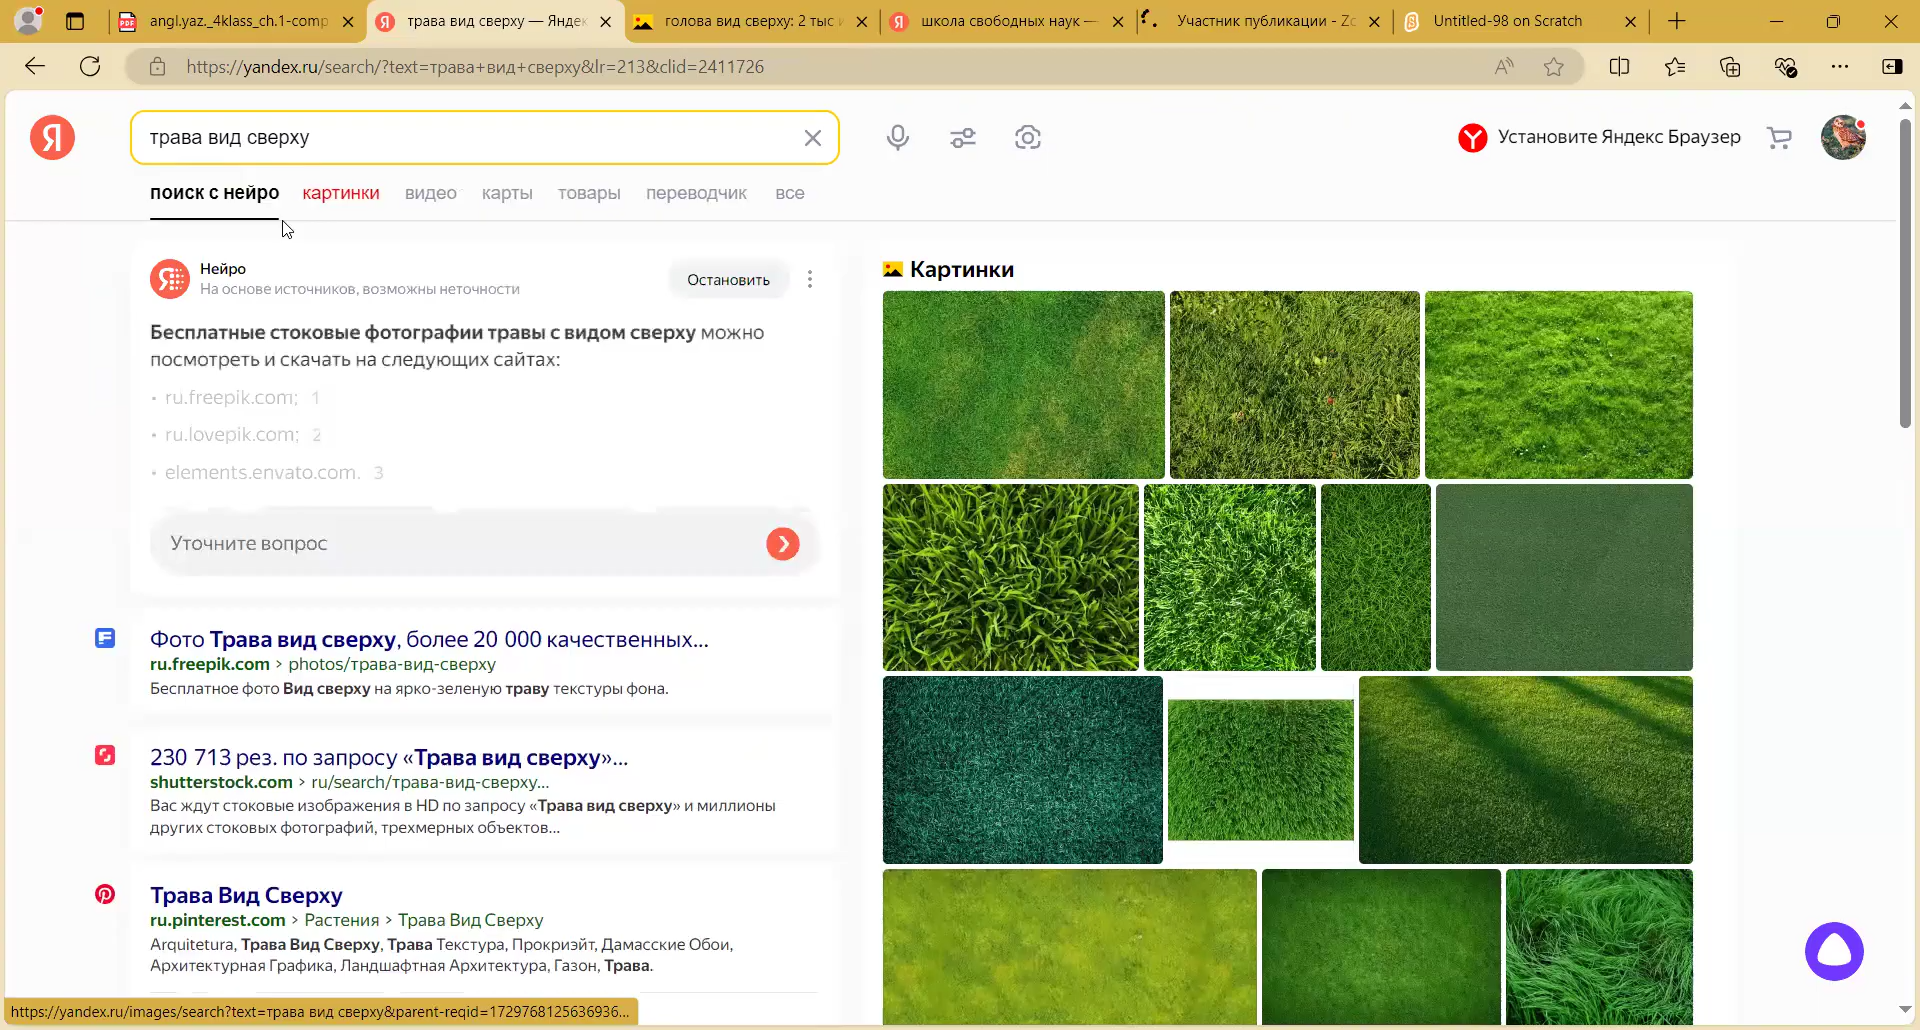 angl.yaz._4klass_ch.1-comp
трава вид сверху — Яндек
голова вид сверху: 2 тыс и
школа свободных наук —
Участник публикации - Zo
Untitled-98 on Scratch
https://yandex.ru/search/?text=трава+вид+сверху&lr=213&clid=2411726
Я
трава вид сверху
Установите Яндекс Браузер
поиск с нейро картинки видео карты товары переводчик все
Нейро
На основе источников, возможны неточности
Остановить
Бесплатные стоковые фотографии травы с видом сверху можно
посмотреть и скачать на следующих сайтах:
• ru.freepik.com; 1
• ru.lovepik.com; 2
• elements.envato.com. 3
Уточните вопрос
Фото Трава вид сверху, более 20 000 качественных...
ru.freepik.com › photos/трава-вид-сверху
Бесплатное фото Вид сверху на ярко-зеленую траву текстуры фона.
230 713 рез. по запросу «Трава вид сверху»...
shutterstock.com › ru/search/трава-вид-сверху...
Вас ждут стоковые изображения в HD по запросу «Трава вид сверху» и миллионы
других стоковых фотографий, трехмерных объектов...
Трава Вид Сверху
ru.pinterest.com › Растения › Трава Вид Сверху
Arquitetura, Трава Вид Сверху, Трава Текстура, Прокриэйт, Дамасские Обои,
Архитектурная Графика, Ландшафтная Архитектура, Газон, Трава.
Картинки
https://yandex.ru/images/search?text=трава вид сверху&parent-reqid=1729768125636936...